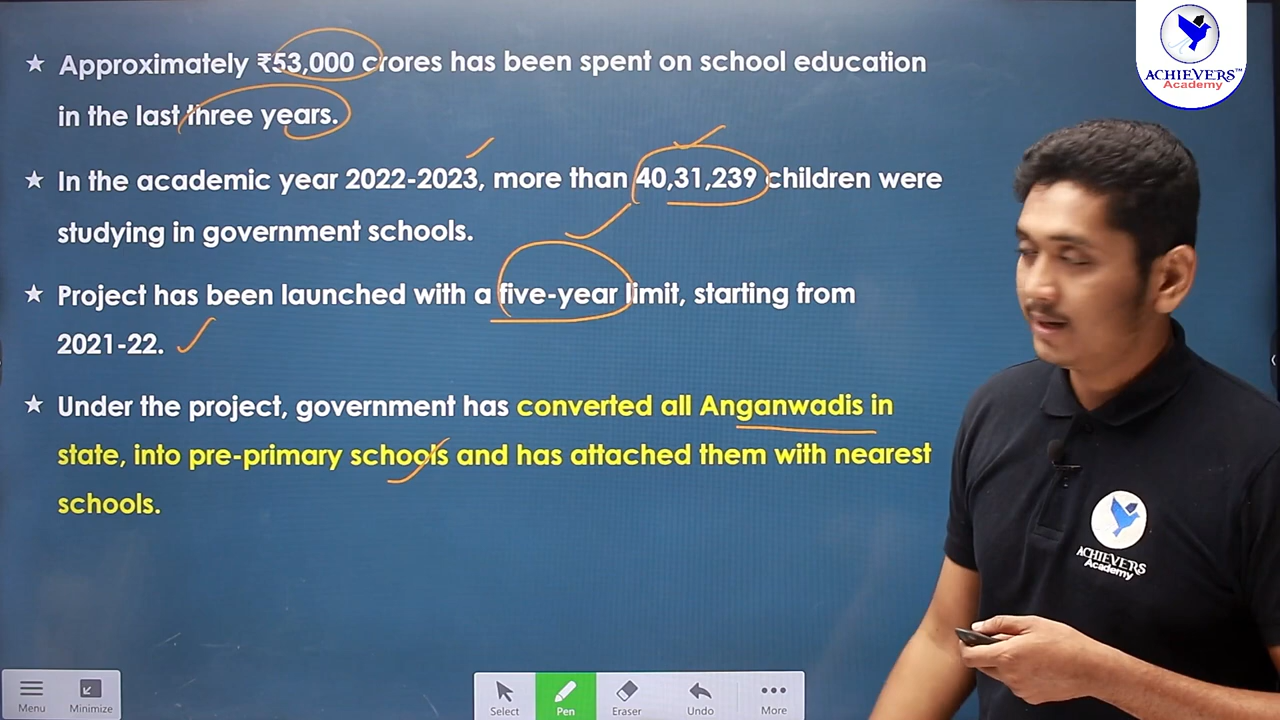 ACHIEVERS™
Academy
★ Approximately ₹53,000 crores has been spent on school education
in the last three years.
★ In the academic year 2022-2023, more than 40,31,239 children were
studying in government schools.
★ Project has been launched with a five-year limit, starting from
2021-22.
★ Under the project, government has converted all Anganwadis in
state, into pre-primary schools and has attached them with nearest
schools.
ACHIEVERS
Academy
Menu
Minimize
Select
Pen
Eraser
Undo
More